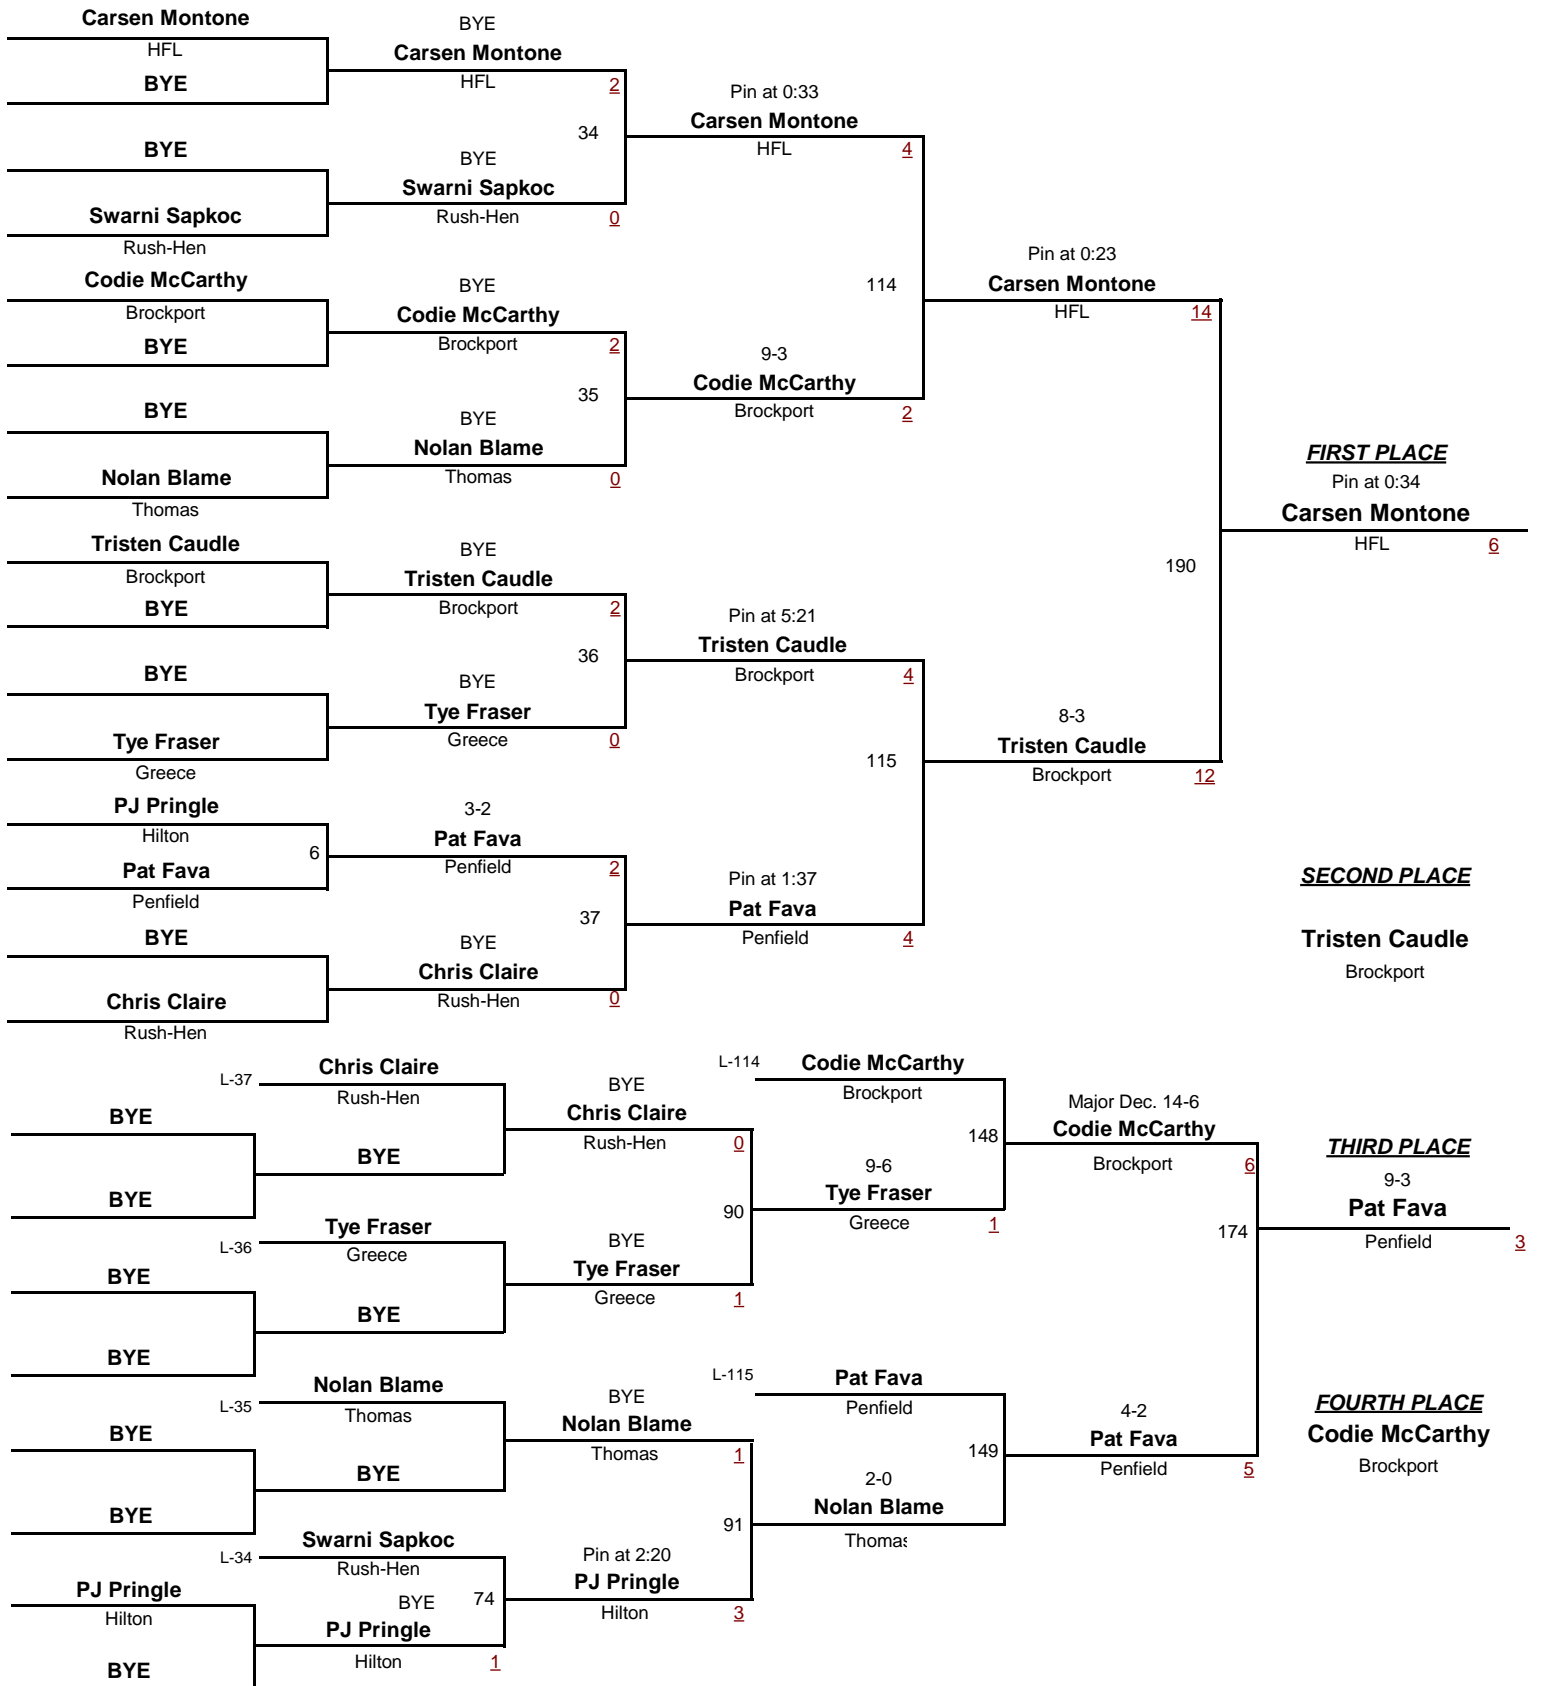 Carsen Montone
HFL
BYE
BYE
Swarni Sapkoc
Rush-Hen
Codie McCarthy
Brockport
BYE
BYE
Nolan Blame
Thomas
Tristen Caudle
Brockport
BYE
BYE
Tye Fraser
Greece
PJ Pringle
Hilton
6
Pat Fava
Penfield
BYE
Chris Claire
Rush-Hen
BYE
Carsen Montone
HFL
2
34
BYE
Swarni Sapkoc
Rush-Hen
0
BYE
Codie McCarthy
Brockport
2
35
BYE
Nolan Blame
Thomas
0
BYE
Tristen Caudle
Brockport
2
36
BYE
Tye Fraser
Greece
0
3-2
Pat Fava
Penfield
2
37
BYE
Chris Claire
Rush-Hen
0
Pin at 0:33
Carsen Montone
HFL
4
114
9-3
Codie McCarthy
Brockport
2
Pin at 5:21
Tristen Caudle
Brockport
4
115
Pin at 1:37
Pat Fava
Penfield
4
Pin at 0:23
Carsen Montone
HFL
14
190
8-3
Tristen Caudle
Brockport
12
FIRST PLACE
Pin at 0:34
Carsen Montone
HFL
6
SECOND PLACE
Tristen Caudle
Brockport
BYE
BYE
BYE
BYE
BYE
BYE
PJ Pringle
Hilton
BYE
L-37
Chris Claire
Rush-Hen
BYE
L-36
Tye Fraser
Greece
BYE
L-35
Nolan Blame
Thomas
BYE
L-34
Swarni Sapkoc
Rush-Hen
BYE
74
PJ Pringle
Hilton
1
BYE
Chris Claire
Rush-Hen
0
90
BYE
Tye Fraser
Greece
1
BYE
Nolan Blame
Thomas
1
91
Pin at 2:20
PJ Pringle
Hilton
3
L-114
Codie McCarthy
Brockport
148
9-6
Tye Fraser
Greece
1
L-115
Pat Fava
Penfield
149
2-0
Nolan Blame
Thomas
Major Dec. 14-6
Codie McCarthy
Brockport
6
174
4-2
Pat Fava
Penfield
5
THIRD PLACE
9-3
Pat Fava
Penfield
3
FOURTH PLACE
Codie McCarthy
Brockport